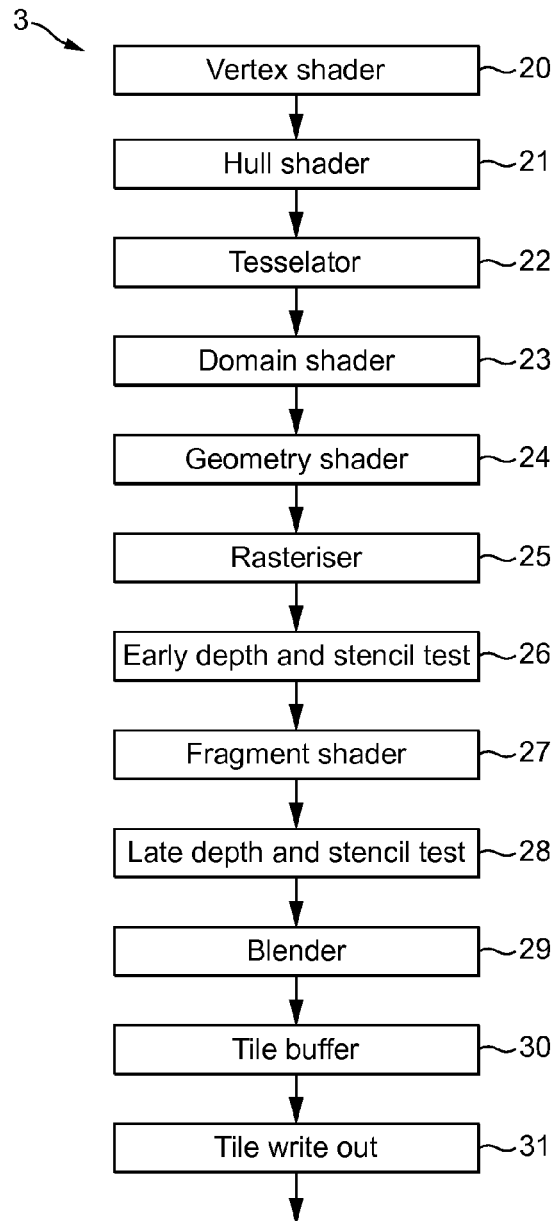 3
Vertex shader 20
Hull shader 21
Tesselator 22
Domain shader 23
Geometry shader 24
Rasteriser 25
Early depth and stencil test 26
Fragment shader 27
Late depth and stencil test 28
Blender 29
Tile buffer 30
Tile write out 31